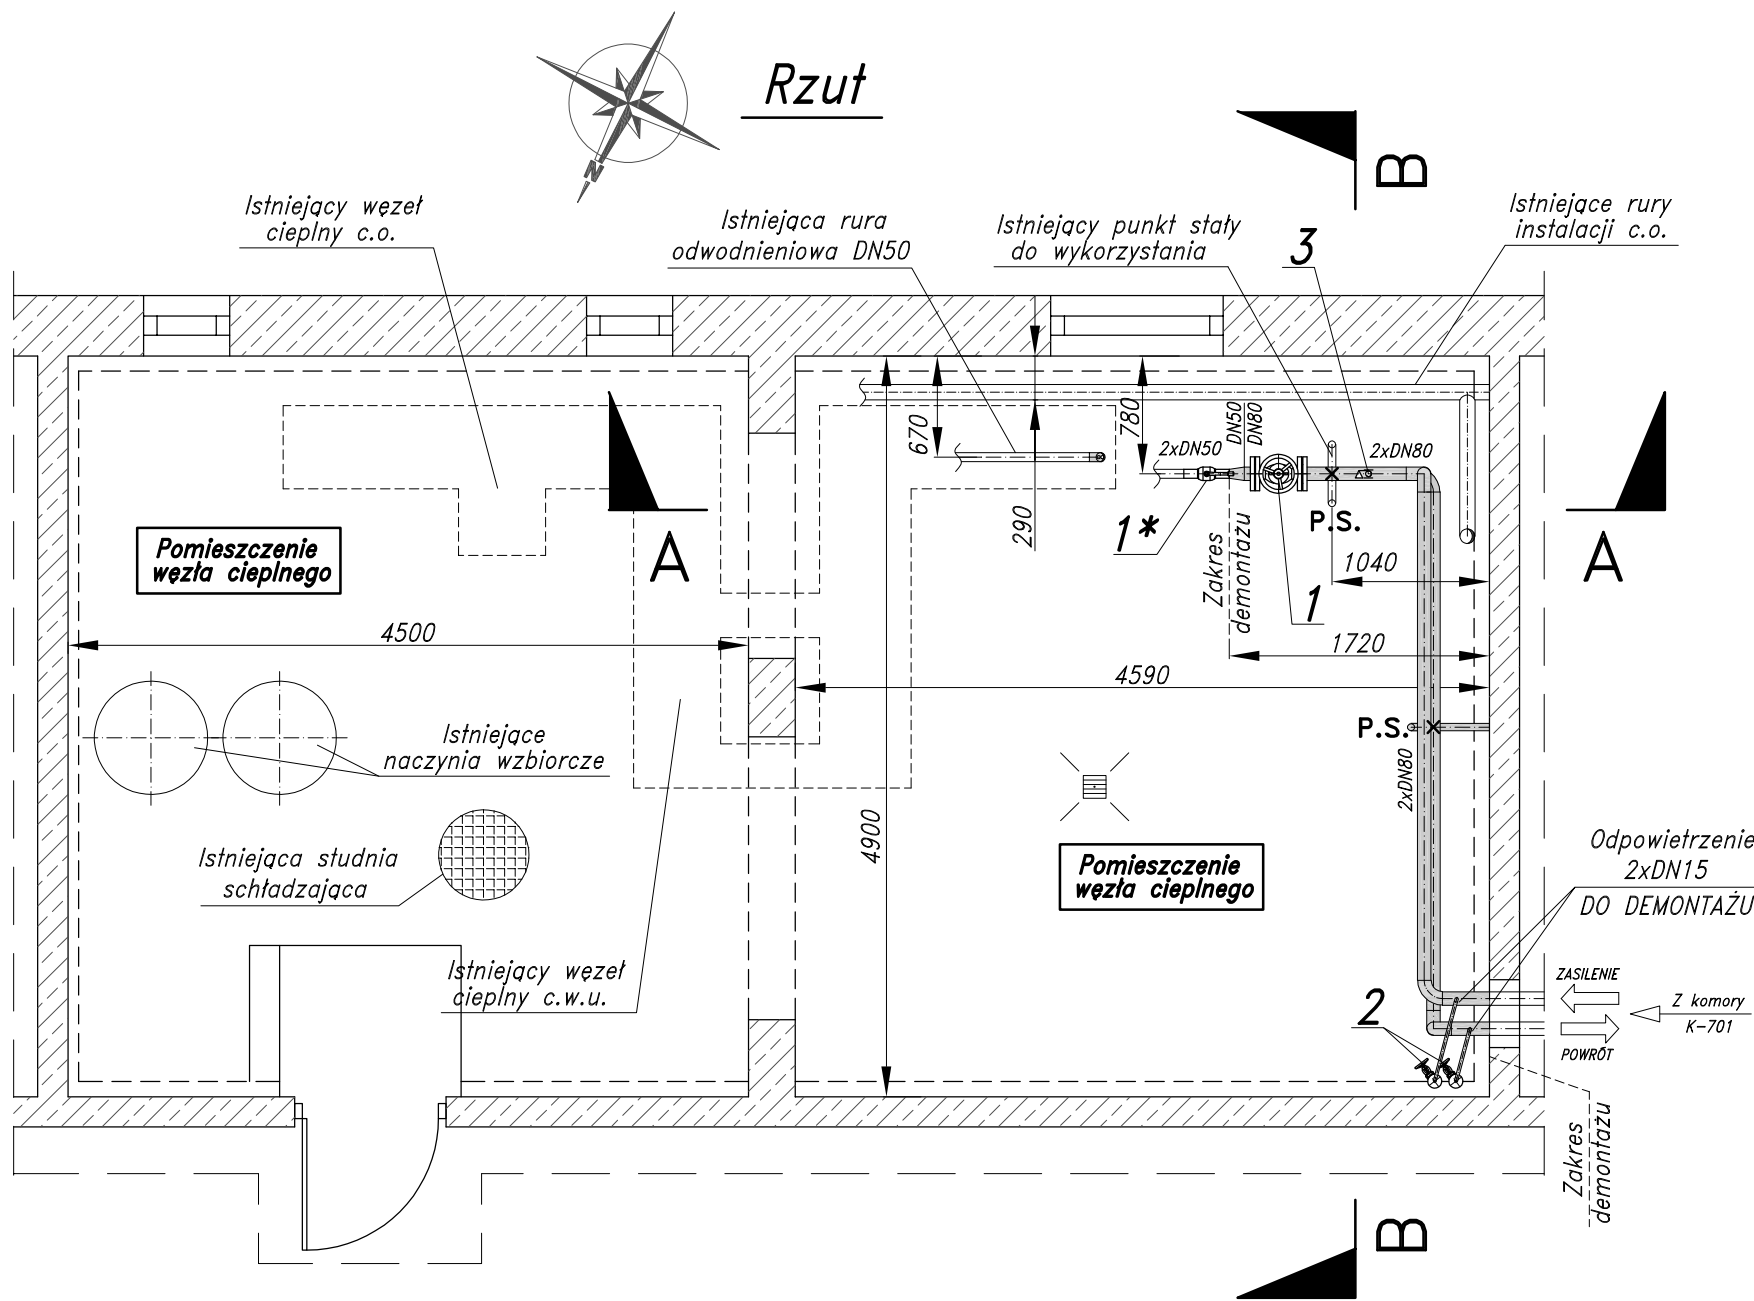 Rzut
N
B
Istniejący węzeł
cieplny c.o.
Istniejąca rura
odwodnieniowa DN50
Istniejący punkt stały
do wykorzystania
3
Istniejące rury
instalacji c.o.
670
290
780
2xDN50
DN50
DN80
2xDN80
1*
P.S.
1040
A
A
Pomieszczenie
węzła cieplnego
Zakres
demontażu
1
4500
1720
4590
P.S.
2xDN80
Istniejące
naczynia wzbiorcze
4900
Istniejąca studnia
schładzająca
Pomieszczenie
węzła cieplnego
Odpowietrzenie
2xDN15
DO DEMONTAŻU
Istniejący węzeł
cieplny c.w.u.
2
ZASILENIE
Z komory
K-701
POWRÓT
Zakres
demontażu
B